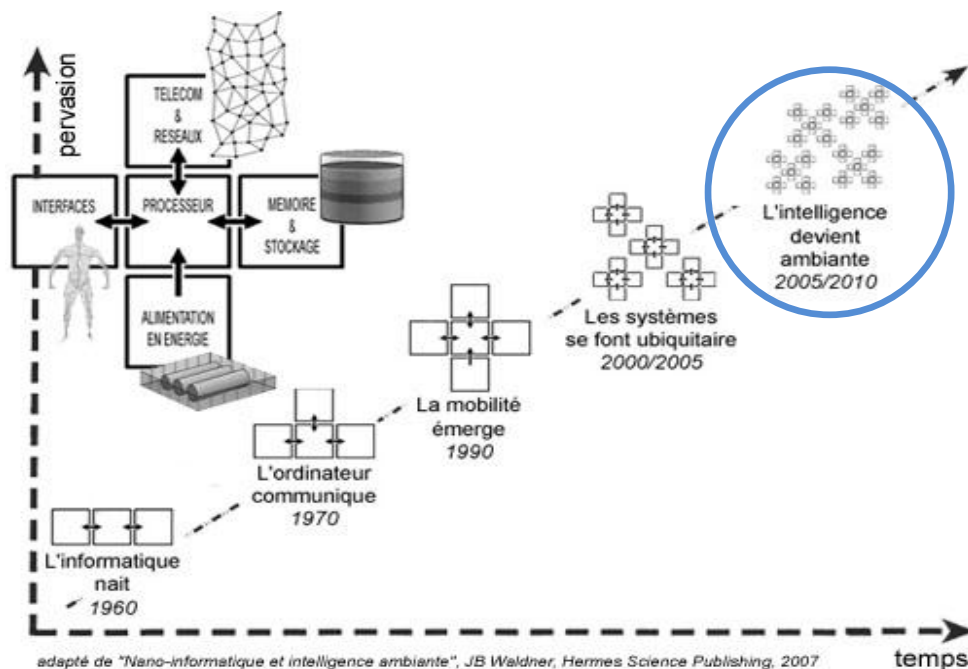 pervasion
TELECOM
&
RESEAUX
INTERFACES
PROCESSEUR
MEMOIRE
&
STOCKAGE
ALIMENTATION
EN ENERGIE
L'informatique
nait
1960
L'ordinateur
communique
1970
La mobilité
émerge
1990
Les systèmes
se font ubiquitaire
2000/2005
L'intelligence
devient
ambiante
2005/2010
temps
adapté de "Nano-informatique et intelligence ambiante", JB Waldner, Hermes Science Publishing, 2007